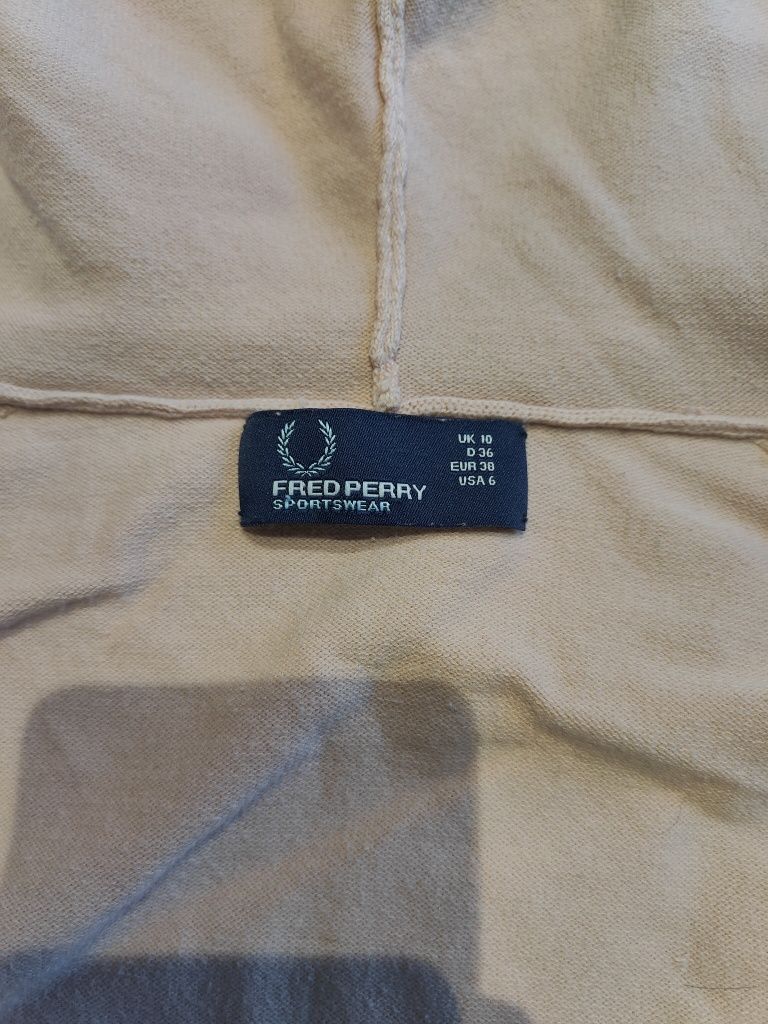 FRED PERRY
SPORTSWEAR
UK 10
D 36
EUR 38
USA 6